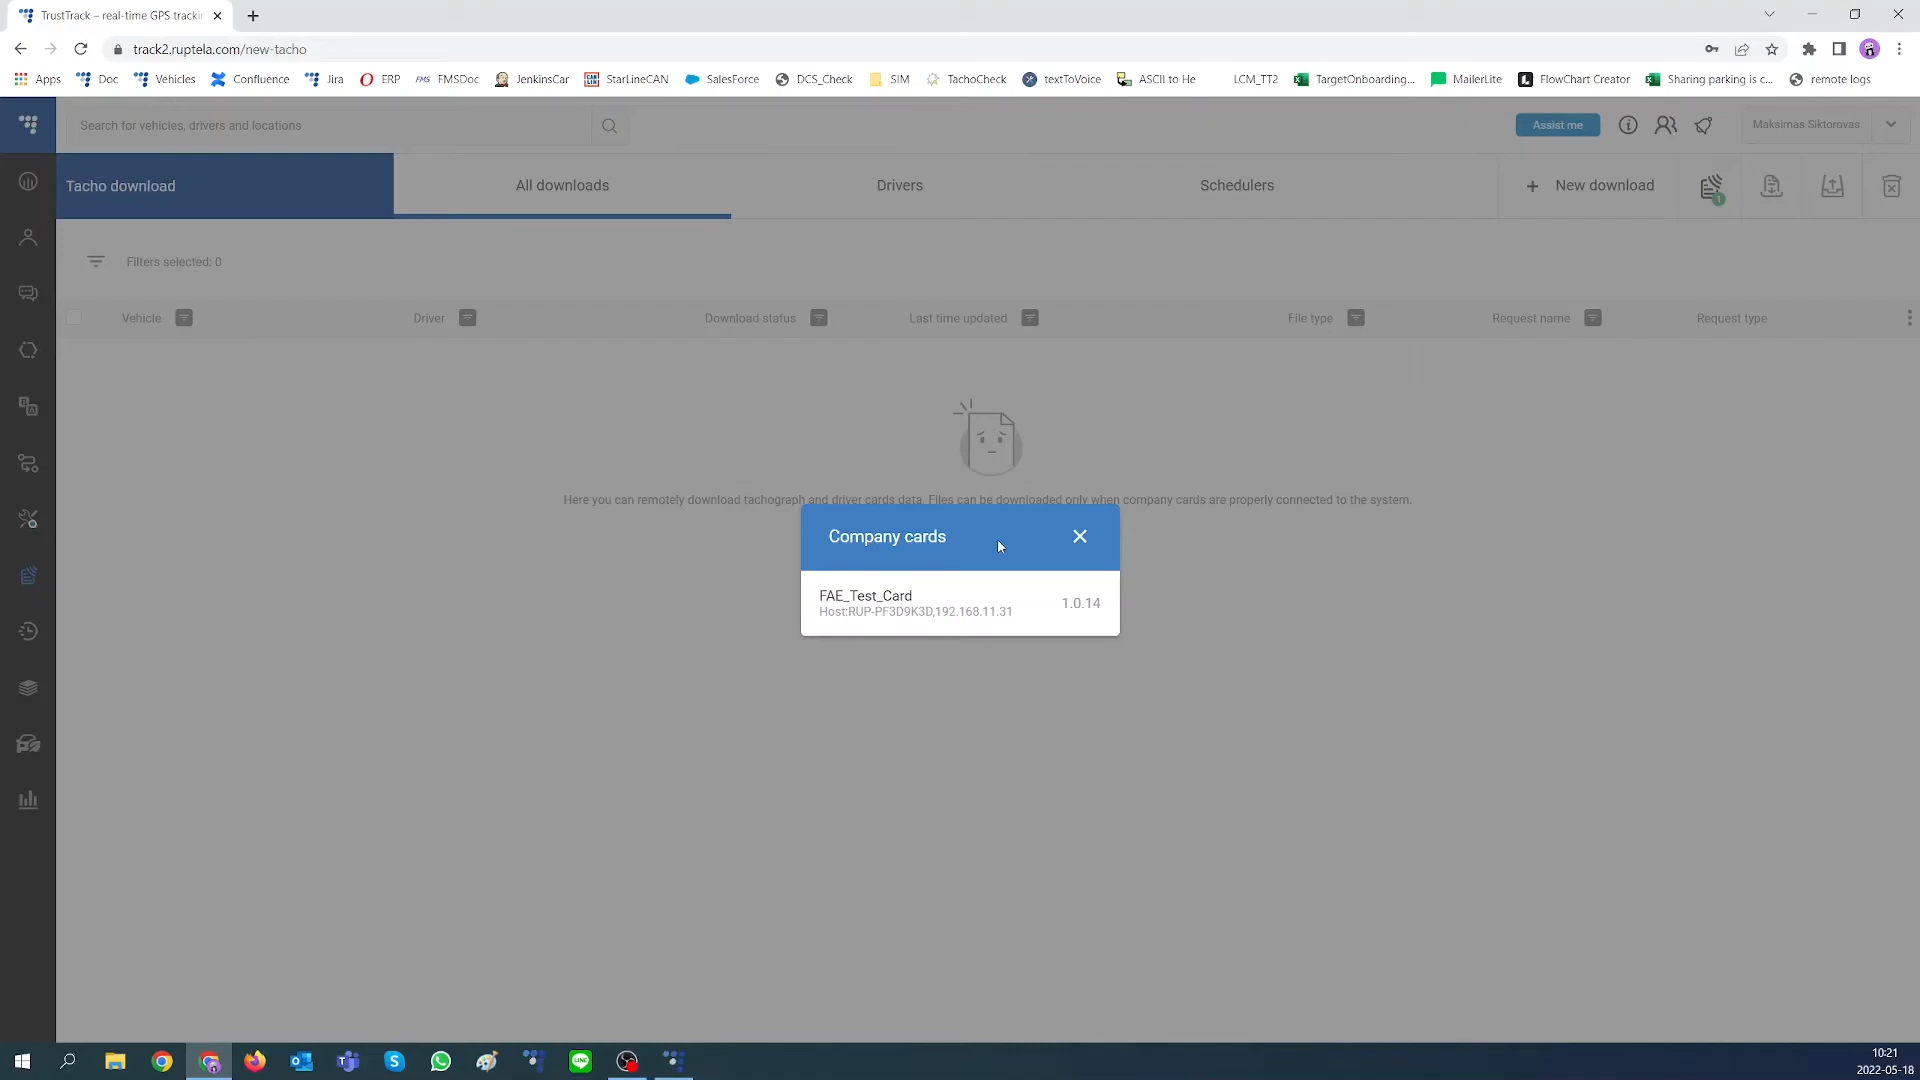 TrustTrack – real-time GPS trackin
track2.ruptela.com/new-tacho
Apps Doc Vehicles Confluence Jira ERP FMS FMSDoc JenkinsCar StarLineCAN SalesForce DCS_Check SIM TachoCheck textToVoice ASCII to He LCM_TT2 TargetOnboarding... MailerLite FlowChart Creator Sharing parking is c... remote logs
Search for vehicles, drivers and locations
Assist me
Maksimas Siktorovas
Tacho download
All downloads
Drivers
Schedulers
+ New download
1
Filters selected: 0
Vehicle Driver Download status Last time updated File type Request name Request type
Here you can remotely download tachograph and driver cards data. Files can be downloaded only when company cards are properly connected to the system.
Company cards
FAE_Test_Card
Host:RUP-PF3D9K3D,192.168.11.31
1.0.14
10:21
2022-05-18